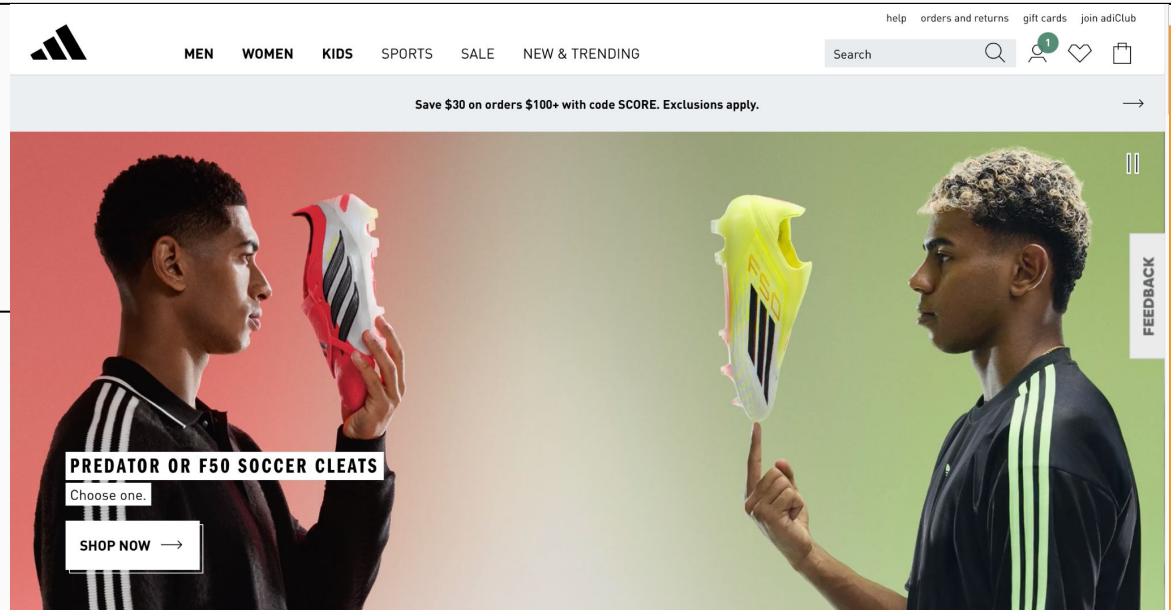 help orders and returns gift cards join adiClub
MEN WOMEN KIDS SPORTS SALE NEW & TRENDING Search 1
Save $30 on orders $100+ with code SCORE. Exclusions apply.
F50
FEEDBACK
PREDATOR OR F50 SOCCER CLEATS
Choose one.
SHOP NOW